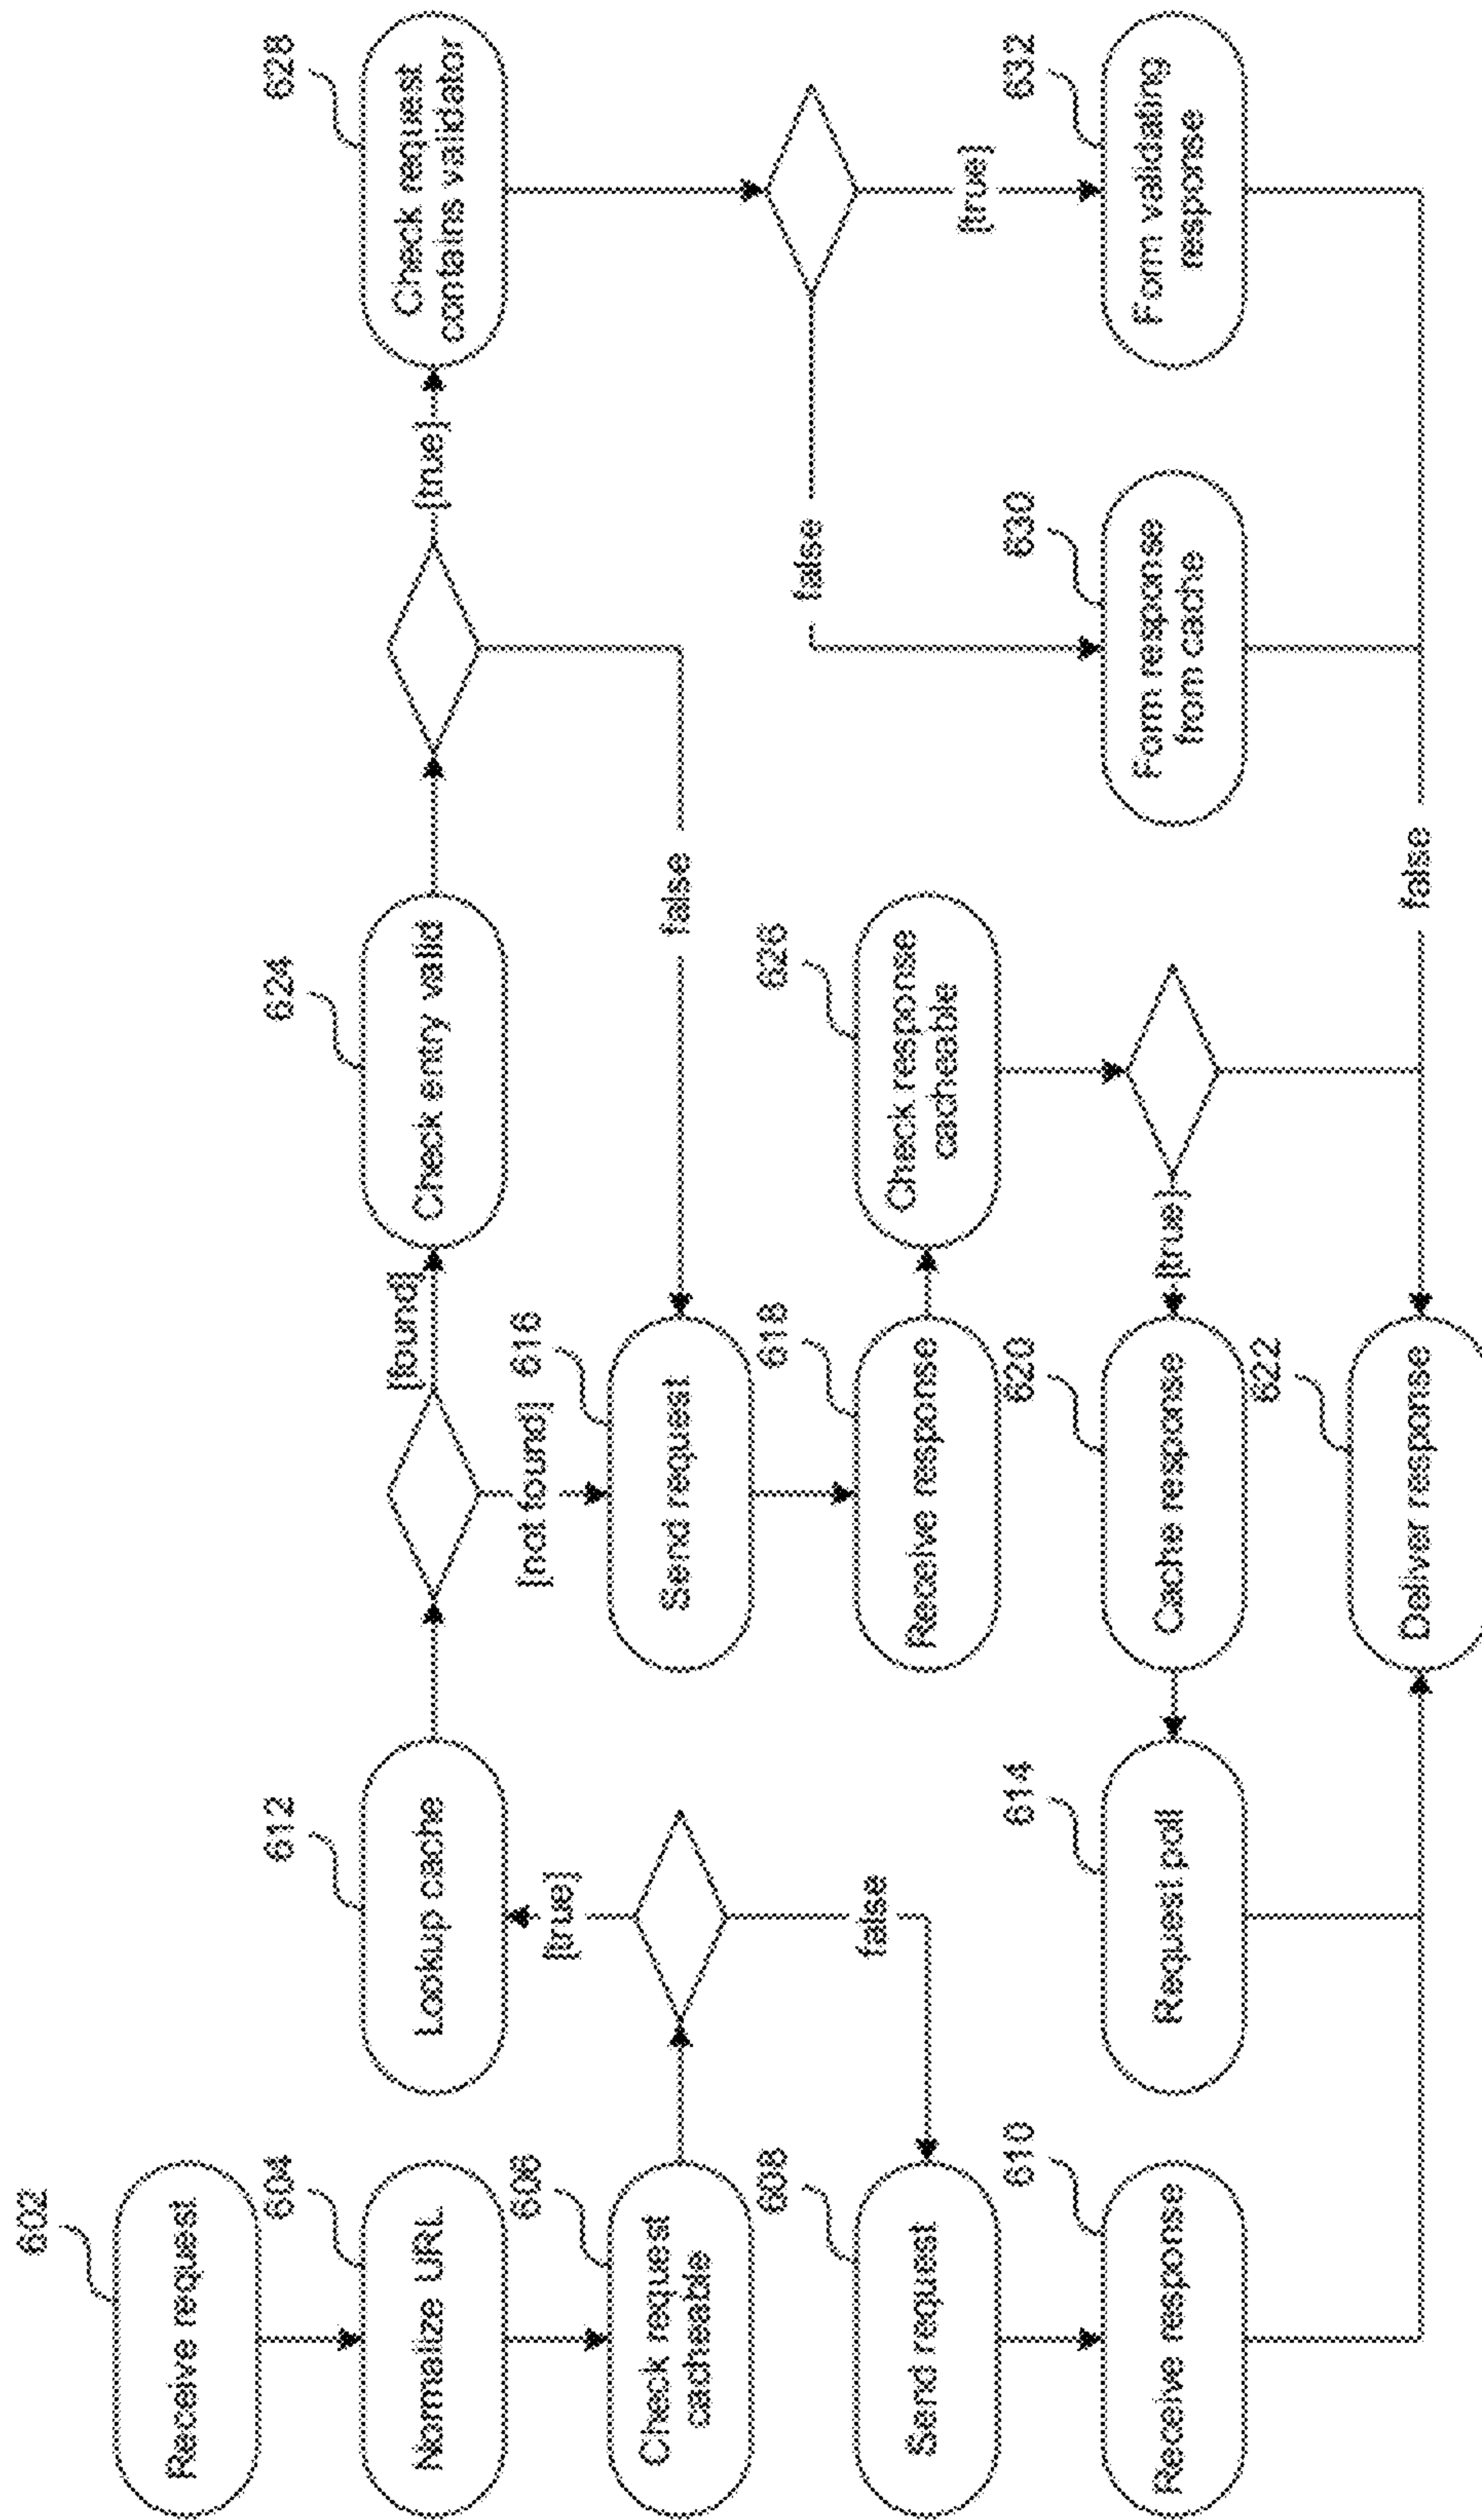 602
Receive request
604
Normalize URL
606
Check request
cacheable
608
Send request
610
Receive response
612
Lookup cache
[true]
false
614
Request poll
[found]
[not found]
616
Send request
618
Receive response
620
Cache response
622
Deliver response
624
Check entry valid
626
Check response
cacheable
[true]
false
false
[true]
628
Check request
contains validator
false
[true]
630
Form response
from cache
632
Form validating
response